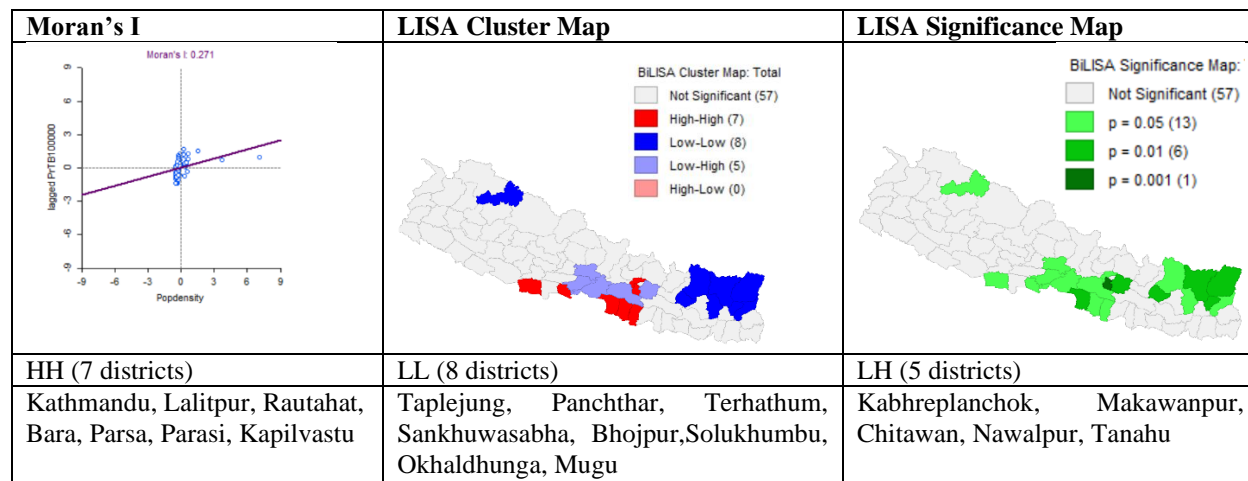 Moran's I
LISA Cluster Map
LISA Significance Map
Moran's I: 0.271
9
6
3
0
-3
-6
-9
lagged PrTB100000
-9 -6 -3 0 3 6 9
Popdensity
BiLISA Cluster Map: Total
Not Significant (57)
High-High (7)
Low-Low (8)
Low-High (5)
High-Low (0)
BiLISA Significance Map:
Not Significant (57)
p = 0.05 (13)
p = 0.01 (6)
p = 0.001 (1)
HH (7 districts)
LL (8 districts)
LH (5 districts)
Kathmandu, Lalitpur, Rautahat,
Bara, Parsa, Parasi, Kapilvastu
Taplejung, Panchthar, Terhathum,
Sankhuwasabha, Bhojpur,Solukhumbu,
Okhaldhunga, Mugu
Kabhreplanchok, Makawanpur,
Chitawan, Nawalpur, Tanahu